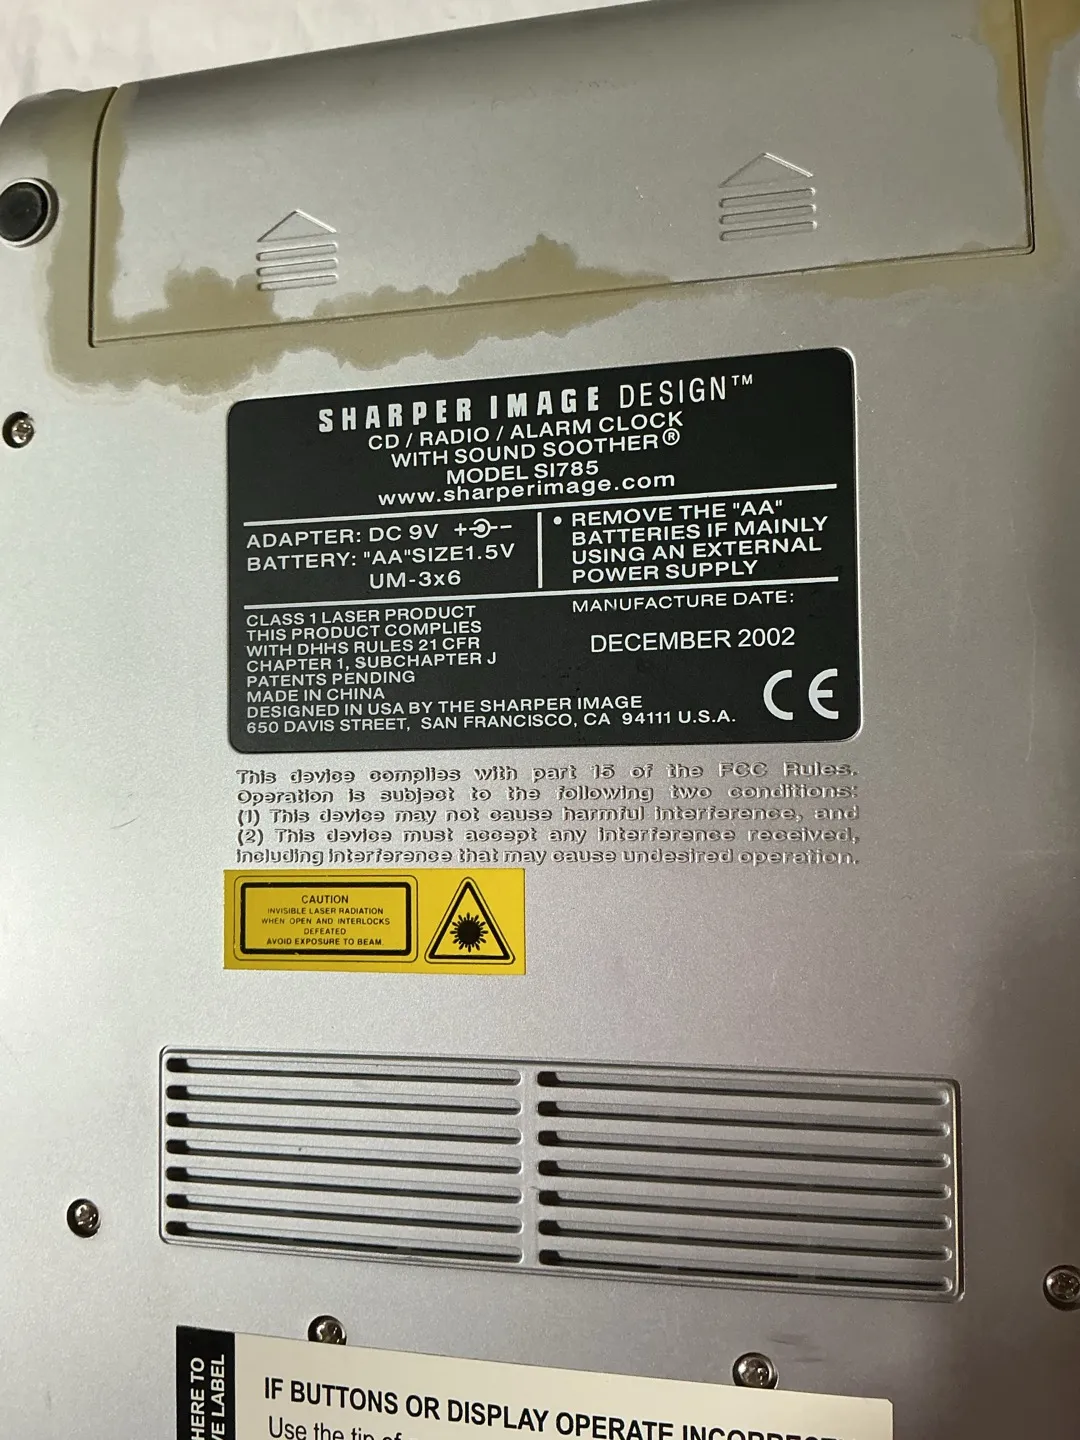 SHARPER IMAGE DESIGN™
CD / RADIO / ALARM CLOCK
WITH SOUND SOOTHER®
MODEL SI785
www.sharperimage.com
ADAPTER: DC 9V +-
BATTERY: "AA"SIZE1.5V
UM-3x6
• REMOVE THE "AA"
BATTERIES IF MAINLY
USING AN EXTERNAL
POWER SUPPLY
CLASS 1 LASER PRODUCT
THIS PRODUCT COMPLIES
WITH DHHS RULES 21 CFR
CHAPTER 1, SUBCHAPTER J
PATENTS PENDING
MADE IN CHINA
DESIGNED IN USA BY THE SHARPER IMAGE
650 DAVIS STREET, SAN FRANCISCO, CA 94111 U.S.A.
MANUFACTURE DATE:
DECEMBER 2002
CE
This device complies with part 15 of the FCC Rules.
Operation is subject to the following two conditions:
(1) This device may not cause harmful interference, and
(2) This device must accept any interference received,
including interference that may cause undesired operation.
CAUTION
INVISIBLE LASER RADIATION
WHEN OPEN AND INTERLOCKS
DEFEATED
AVOID EXPOSURE TO BEAM.
HERE TO
VE LABEL
IF BUTTONS OR DISPLAY OPERATE
Use the tip of